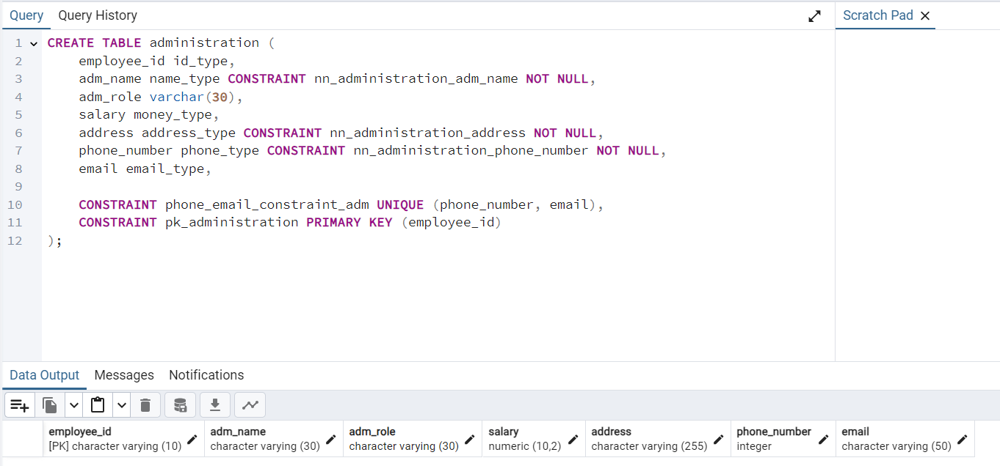 Query Query History Scratch Pad
1 CREATE TABLE administration (
2 employee_id id_type,
3 adm_name name_type CONSTRAINT nn_administration_adm_name NOT NULL,
4 adm_role varchar(30),
5 salary money_type,
6 address address_type CONSTRAINT nn_administration_address NOT NULL,
7 phone_number phone_type CONSTRAINT nn_administration_phone_number NOT NULL,
8 email email_type,
9
10 CONSTRAINT phone_email_constraint_adm UNIQUE (phone_number, email),
11 CONSTRAINT pk_administration PRIMARY KEY (employee_id)
12 );
Data Output Messages Notifications
employee_id adm_name adm_role salary address phone_number email
[PK] character varying (10) character varying (30) character varying (30) numeric (10,2) character varying (255) integer character varying (50)